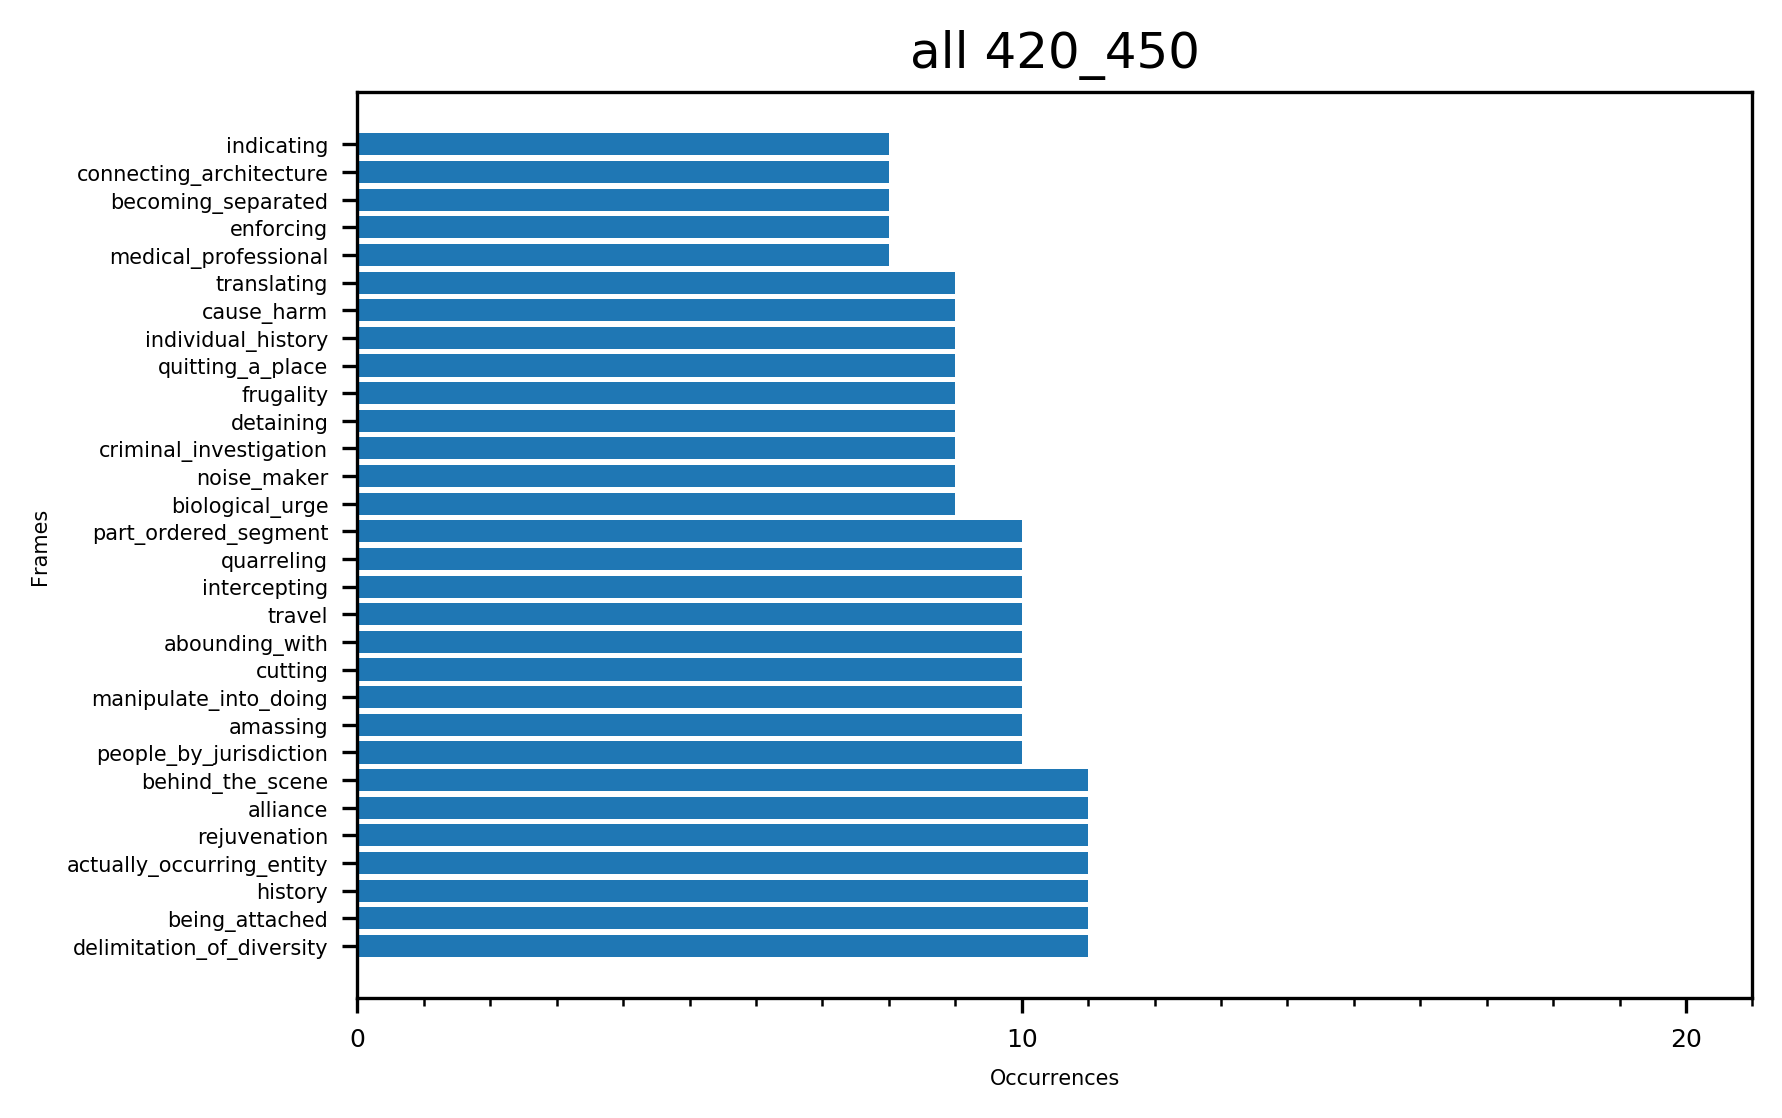 all 420_450
Frames
indicating
connecting_architecture
becoming_separated
enforcing
medical_professional
translating
cause_harm
individual_history
quitting_a_place
frugality
detaining
criminal_investigation
noise_maker
biological_urge
part_ordered_segment
quarreling
intercepting
travel
abounding_with
cutting
manipulate_into_doing
amassing
people_by_jurisdiction
behind_the_scene
alliance
rejuvenation
actually_occurring_entity
history
being_attached
delimitation_of_diversity
0 10 20
Occurrences